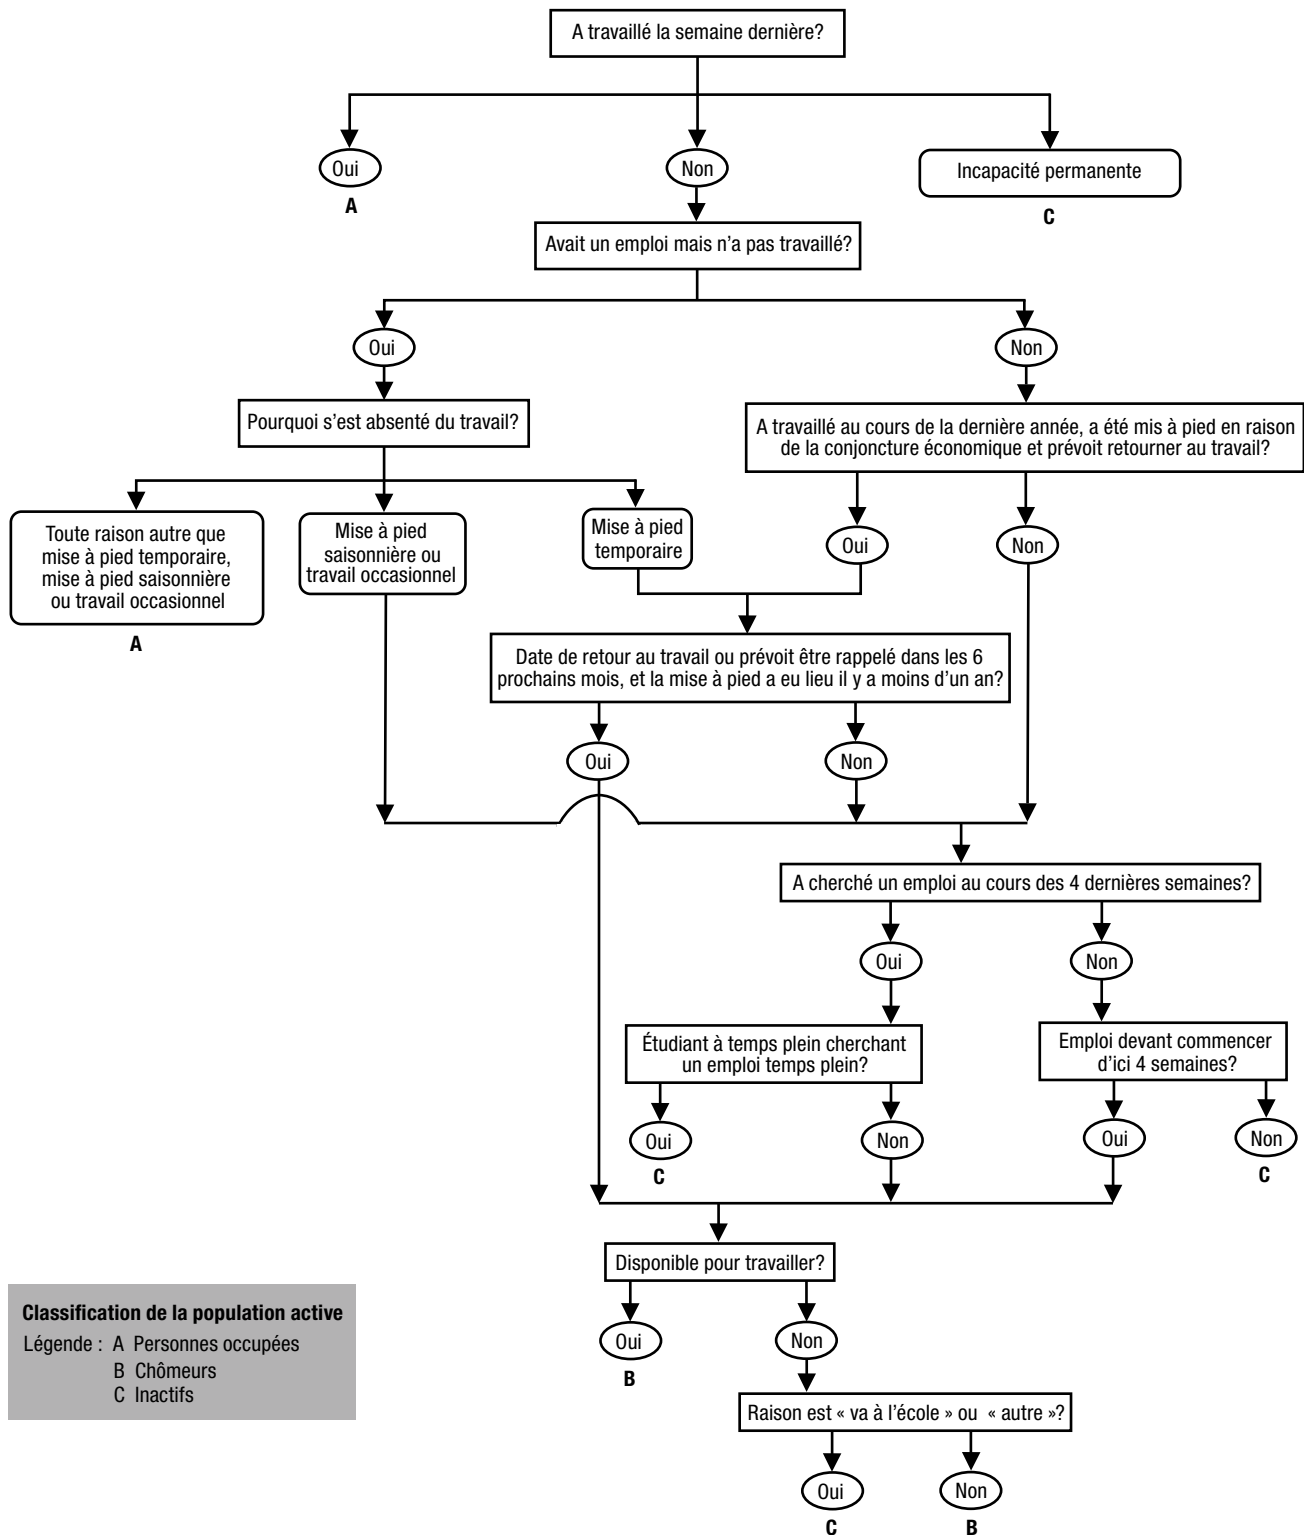 A travaillé la semaine dernière?
Oui
Non
Incapacité permanente
A
C
Avait un emploi mais n'a pas travaillé?
Oui
Non
Pourquoi s'est absenté du travail?
A travaillé au cours de la dernière année, a été mis à pied en raison
de la conjoncture économique et prévoit retourner au travail?
Toute raison autre que
mise à pied temporaire,
mise à pied saisonnière
ou travail occasionnel
A
Mise à pied
saisonnière ou
travail occasionnel
Mise à pied
temporaire
Oui
Non
Date de retour au travail ou prévoit être rappelé dans les 6
prochains mois, et la mise à pied a eu lieu il y a moins d’un an?
Oui
Non
A cherché un emploi au cours des 4 dernières semaines?
Oui
Non
Étudiant à temps plein cherchant
un emploi temps plein?
Emploi devant commencer
d’ici 4 semaines?
Oui
C
Non
Oui
Non
C
Disponible pour travailler?
Oui
B
Non
Raison est « va à l’école » ou « autre »?
Oui
C
Non
B
Classification de la population active
Légende : A Personnes occupées
B Chômeurs
C Inactifs